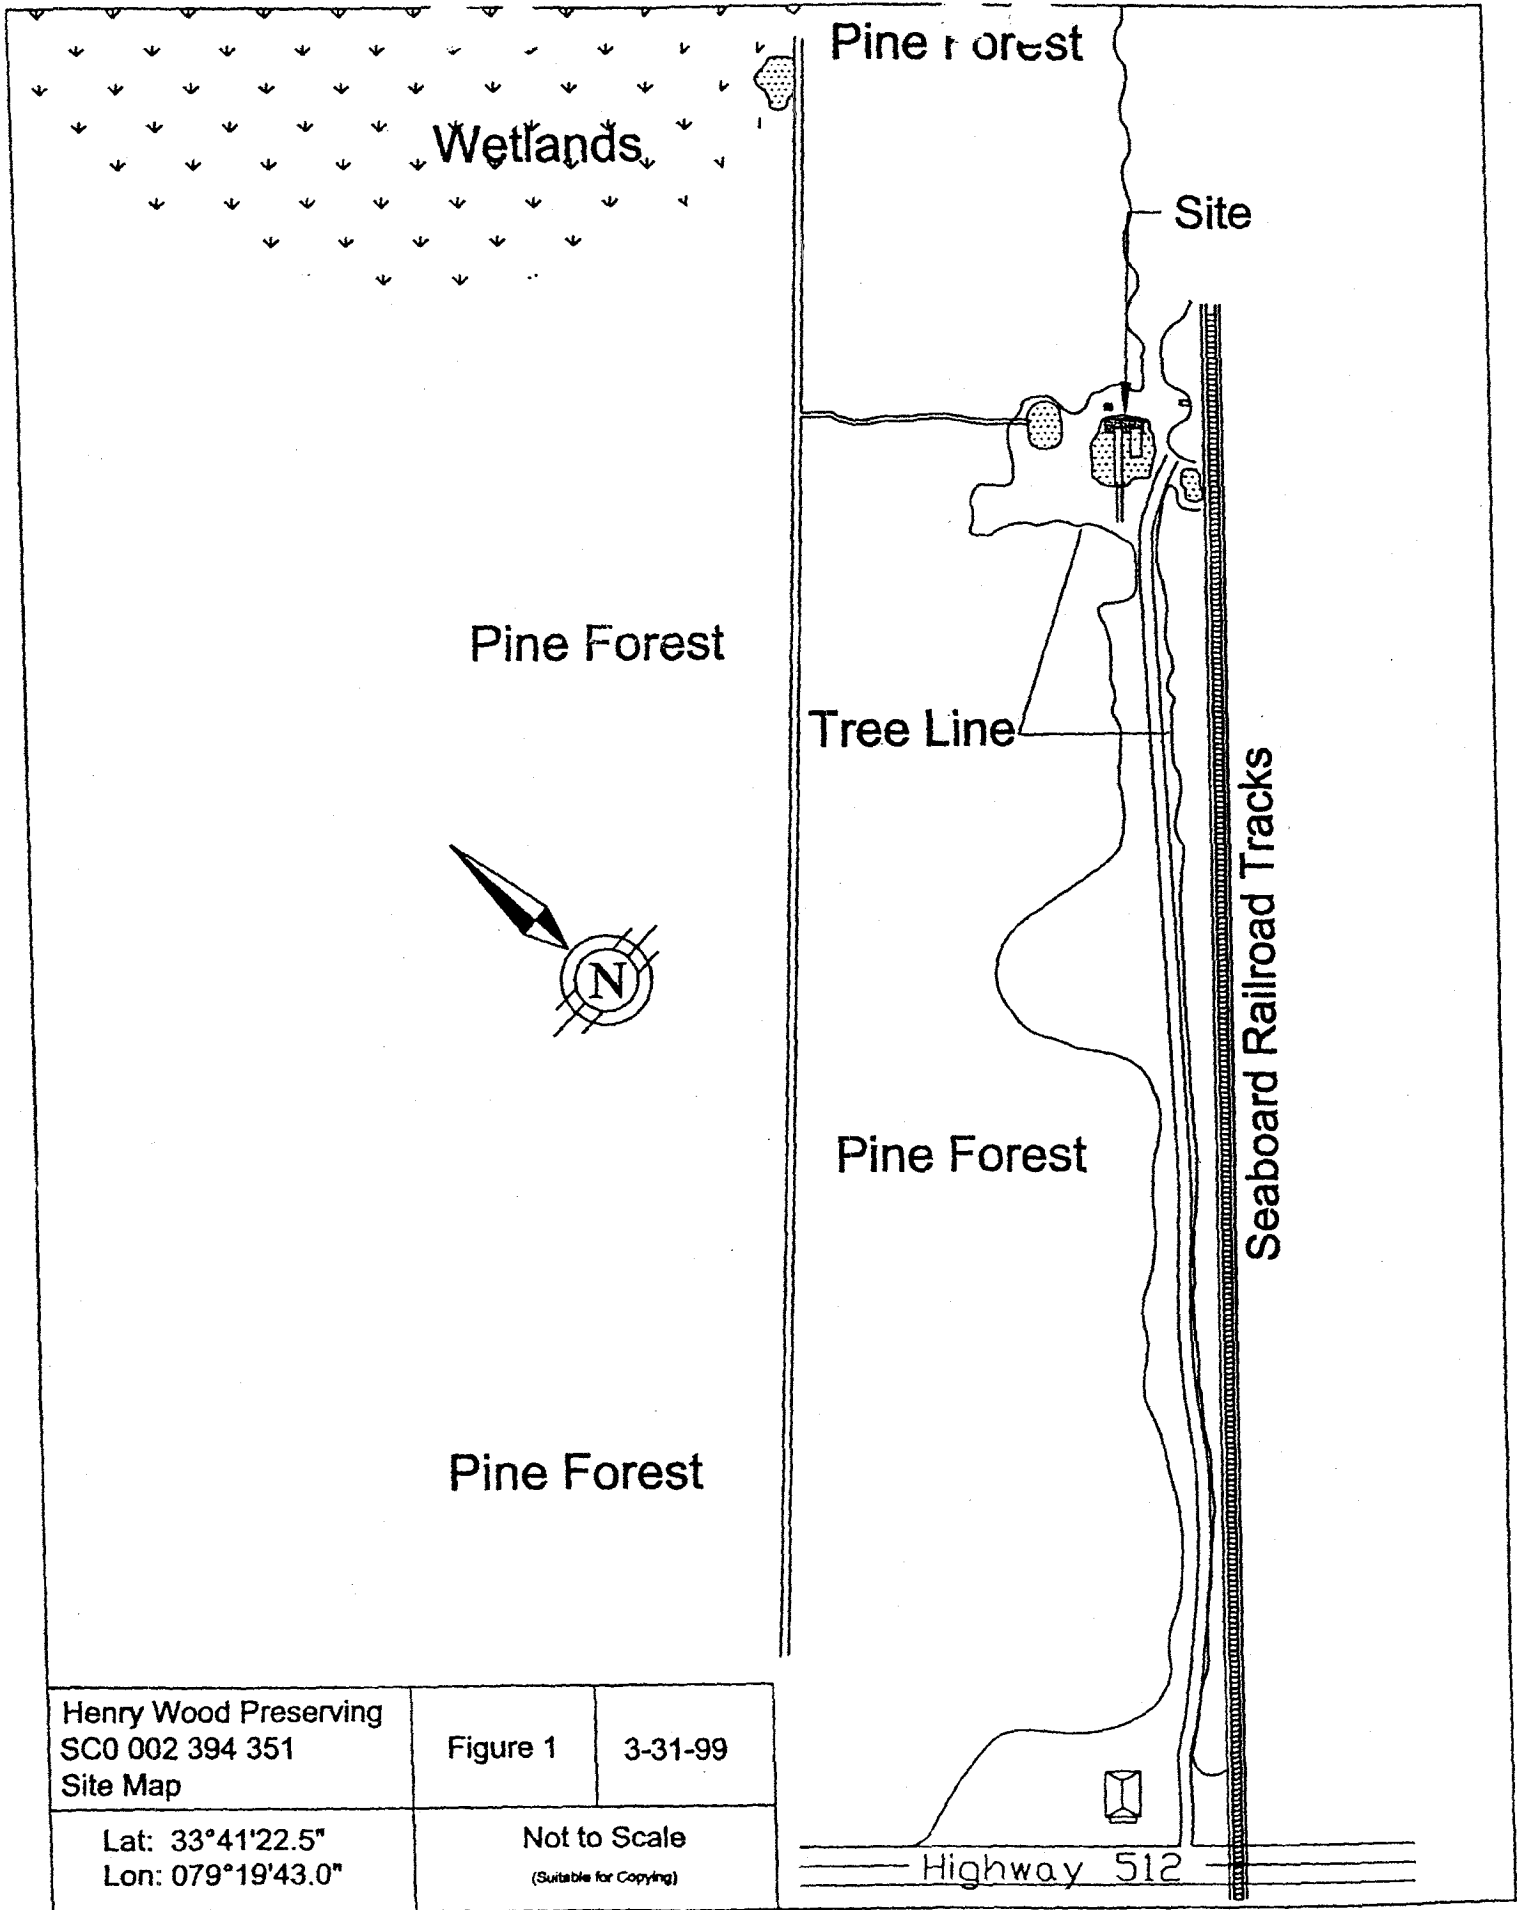 Pine Forest
Wetlands
Site
Pine Forest
Tree Line
Seaboard Railroad Tracks
N
Pine Forest
Pine Forest
Henry Wood Preserving
SC0 002 394 351
Site Map
Figure 1
3-31-99
Lat: 33°41'22.5"
Lon: 079°19'43.0"
Not to Scale
(Suitable for Copying)
Highway 512